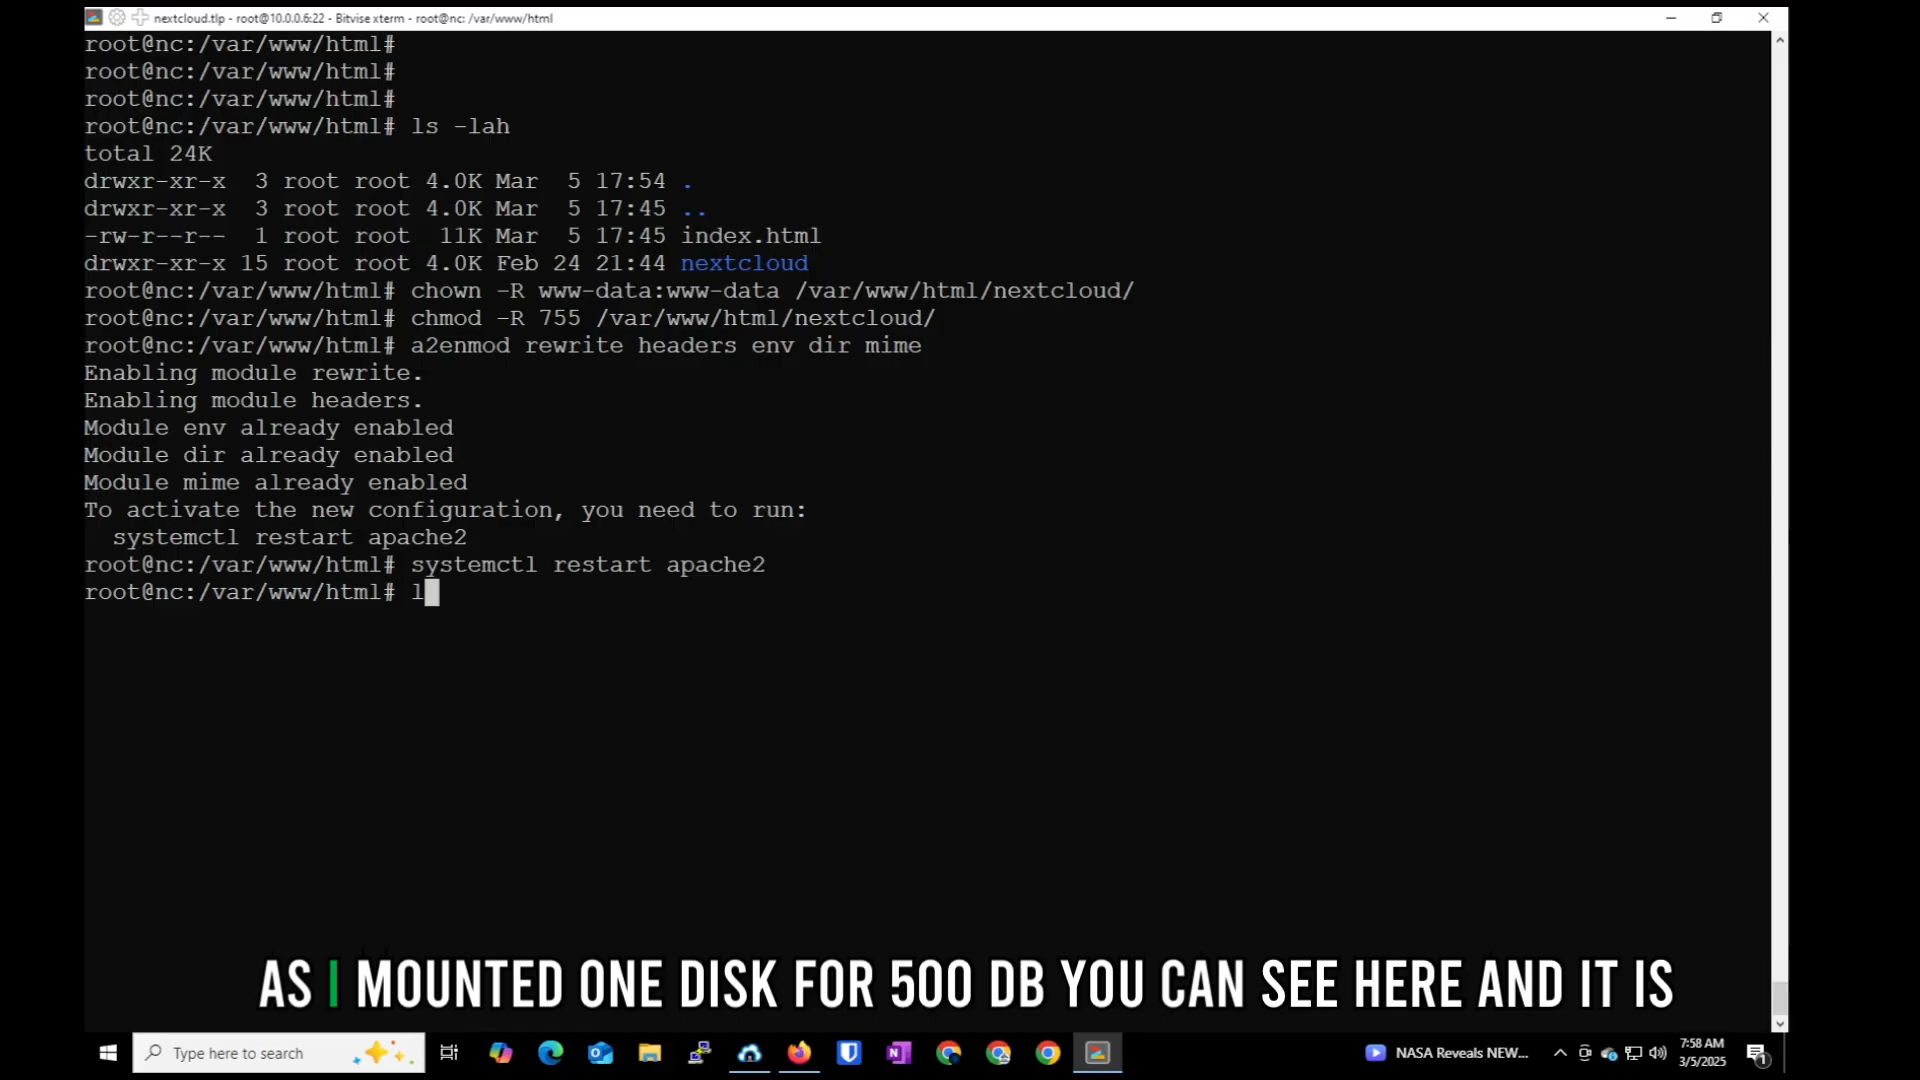 nextcloud.tlp - root@10.0.0.6:22 - Bitvise xterm - root@nc: /var/www/html
root@nc:/var/www/html#
root@nc:/var/www/html#
root@nc:/var/www/html#
root@nc:/var/www/html# ls -lah
total 24K
drwxr-xr-x  3 root root 4.0K Mar  5 17:54 .
drwxr-xr-x  3 root root 4.0K Mar  5 17:45 ..
-rw-r--r--  1 root root  11K Mar  5 17:45 index.html
drwxr-xr-x 15 root root 4.0K Feb 24 21:44 nextcloud
root@nc:/var/www/html# chown -R www-data:www-data /var/www/html/nextcloud/
root@nc:/var/www/html# chmod -R 755 /var/www/html/nextcloud/
root@nc:/var/www/html# a2enmod rewrite headers env dir mime
Enabling module rewrite.
Enabling module headers.
Module env already enabled
Module dir already enabled
Module mime already enabled
To activate the new configuration, you need to run:
  systemctl restart apache2
root@nc:/var/www/html# systemctl restart apache2
root@nc:/var/www/html# l
AS I MOUNTED ONE DISK FOR 500 DB YOU CAN SEE HERE AND IT IS
Type here to search
NASA Reveals NEW...
7:58 AM
3/5/2025
1